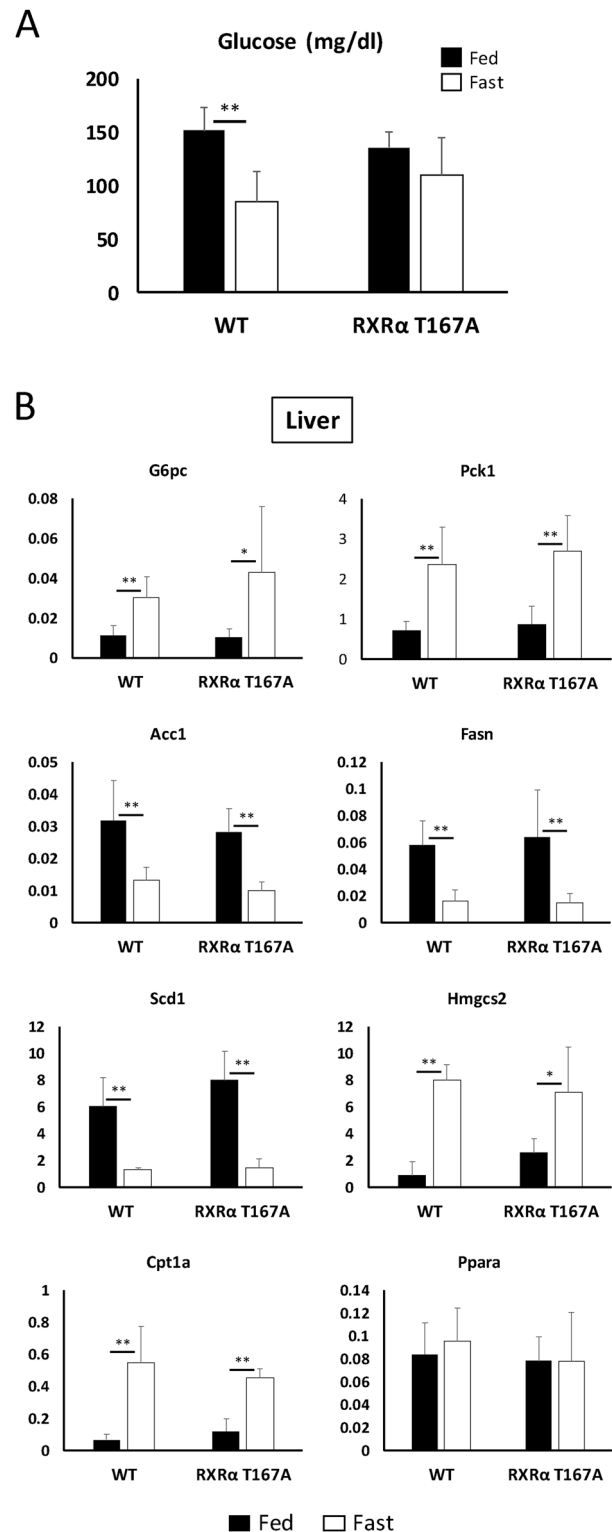 A
Glucose (mg/dl)
Fed
Fast
200
150
100
50
0
**
WT
RXRα T167A
B
Liver
G6pc
0.08
0.06
0.04
0.02
0
**
*
WT
RXRα T167A
Pck1
4
3
2
1
0
**
**
WT
RXRα T167A
Acc1
0.05
0.04
0.03
0.02
0.01
0
**
**
WT
RXRα T167A
Fasn
0.12
0.1
0.08
0.06
0.04
0.02
0
**
**
WT
RXRα T167A
Scd1
12
10
8
6
4
2
0
**
**
WT
RXRα T167A
Hmgcs2
12
10
8
6
4
2
0
**
*
WT
RXRα T167A
Cpt1a
1
0.8
0.6
0.4
0.2
0
**
**
WT
RXRα T167A
Ppara
0.14
0.12
0.1
0.08
0.06
0.04
0.02
0
WT
RXRα T167A
Fed
Fast